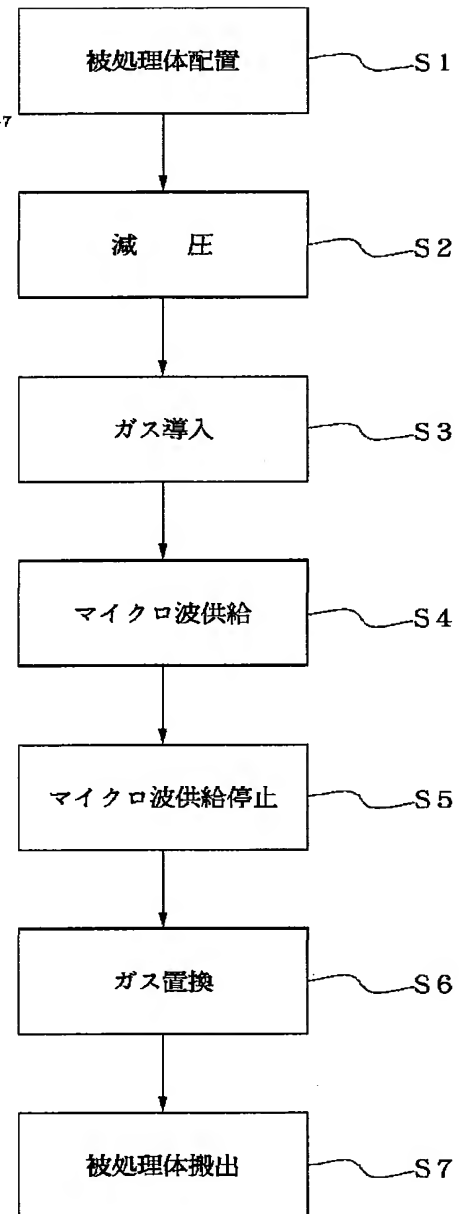 被処理体配置 S1
7
減 圧 S2
ガス導入 S3
マイクロ波供給 S4
マイクロ波供給停止 S5
ガス置換 S6
被処理体搬出 S7